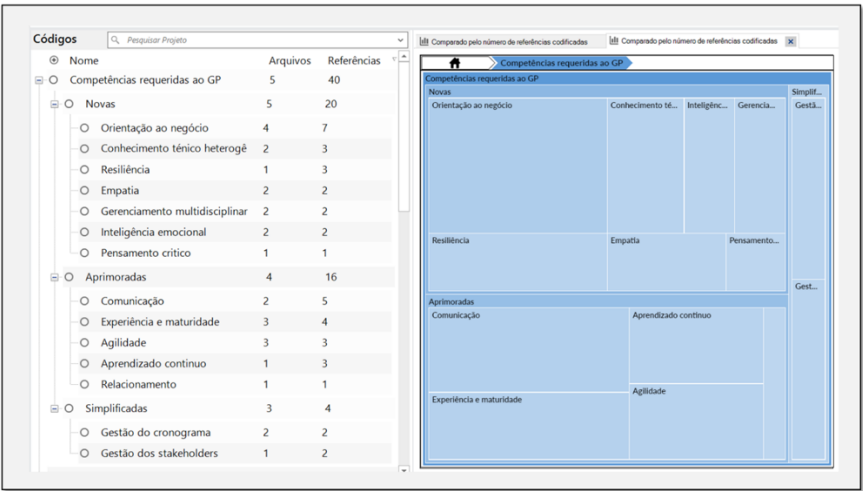 Códigos
Pesquisar Projeto
Nome Arquivos Referências
Competências requeridas ao GP 5 40
Novas 5 20
Orientação ao negócio 4 7
Conhecimento ténico heterogê 2 3
Resiliência 1 3
Empatia 2 2
Gerenciamento multidisciplinar 2 2
Inteligência emocional 2 2
Pensamento critico 1 1
Aprimoradas 4 16
Comunicação 2 5
Experiência e maturidade 3 4
Agilidade 3 3
Aprendizado continuo 1 3
Relacionamento 1 1
Simplificadas 3 4
Gestão do cronograma 2 2
Gestão dos stakeholders 1 2
Comparado pelo número de referências codificadas Comparado pelo número de referências codificadas
Competências requeridas ao GP
Competências requeridas ao GP
Novas Simplif...
Orientação ao negócio Conhecimento té... Inteligênc... Gerencia... Gestã...
Resiliência Empatia Pensamento...
Gest...
Aprimoradas
Comunicação Aprendizado continuo
Agilidade
Experiência e maturidade